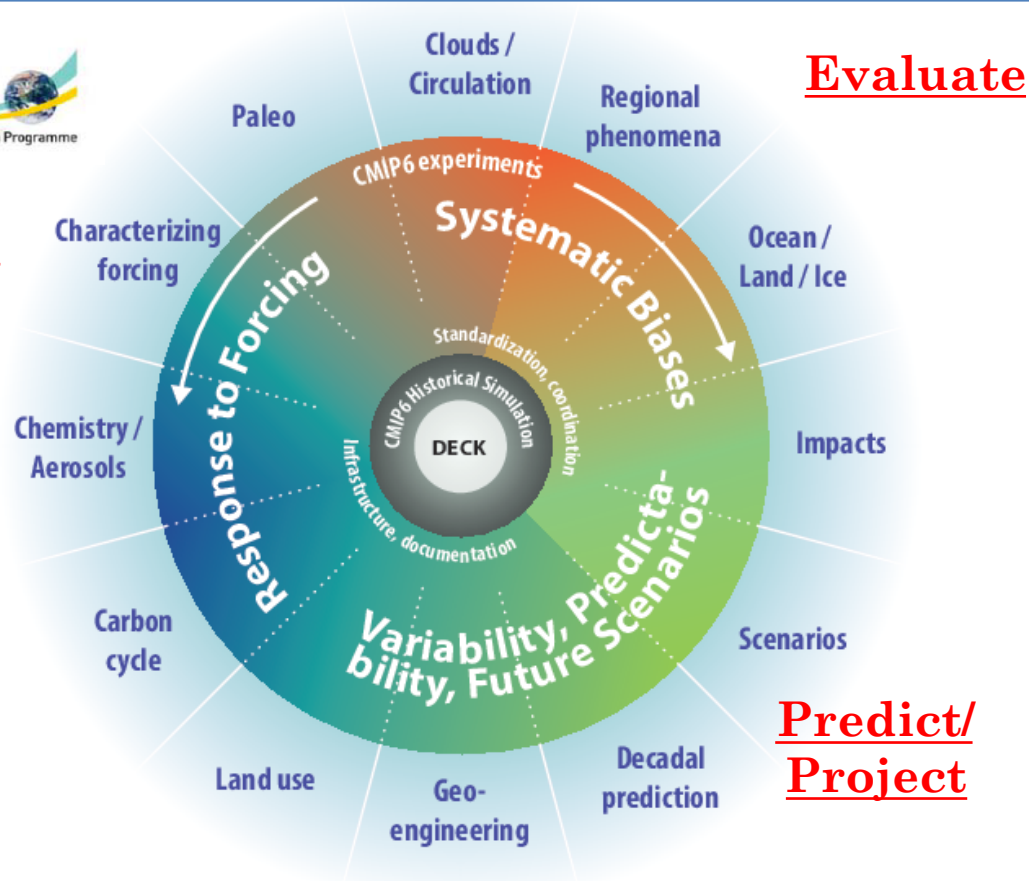 Clouds /
Circulation
Evaluate
Regional
phenomena
Paleo
Programme
CMIP6 experiments
Systematic Biases
Characterizing
forcing
Ocean /
Land / Ice
Response to Forcing
Standardization, coordination
CMIP6 Historical Simulation
DECK
Chemistry /
Aerosols
Impacts
Infrastructure, documentation
Variability, Predicta-
bility, Future Scenarios
Carbon
cycle
Scenarios
Predict/
Project
Land use
Geo-
engineering
Decadal
prediction